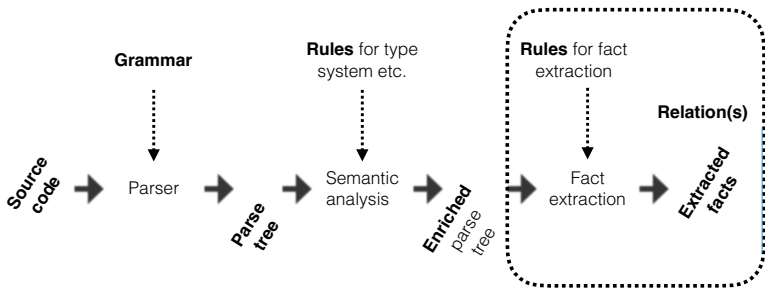 Grammar
Rules for type
system etc.
Rules for fact
extraction
Relation(s)
Source
code
Parser
Parse
tree
Semantic
analysis
Enriched
parse
tree
Fact
extraction
Extracted
facts